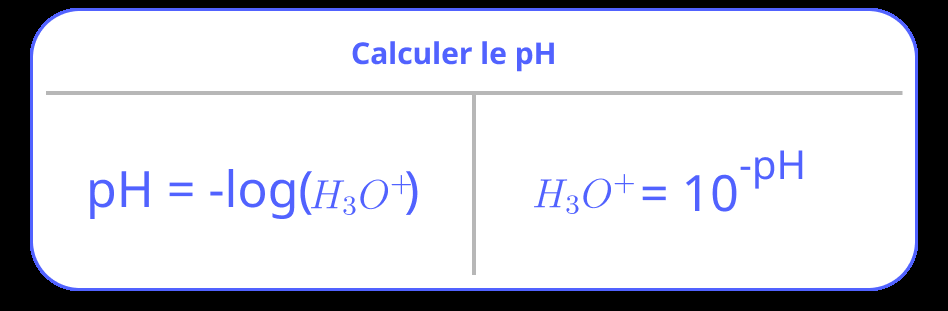 Calculer le pH
pH = -log(H₃O⁺)
H₃O⁺ = 10⁻ᵖᴴ